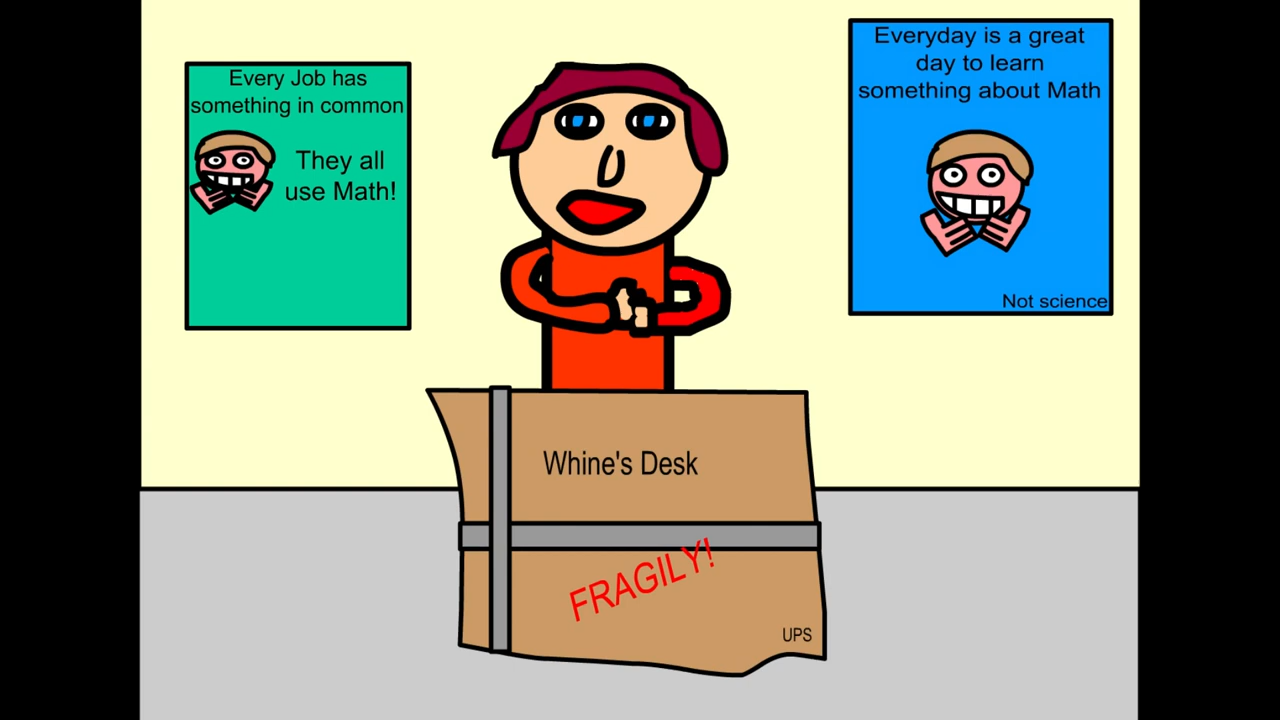 Every Job has
something in common
They all
use Math!
Everyday is a great
day to learn
something about Math
Not science
Whine's Desk
FRAGILY!
UPS